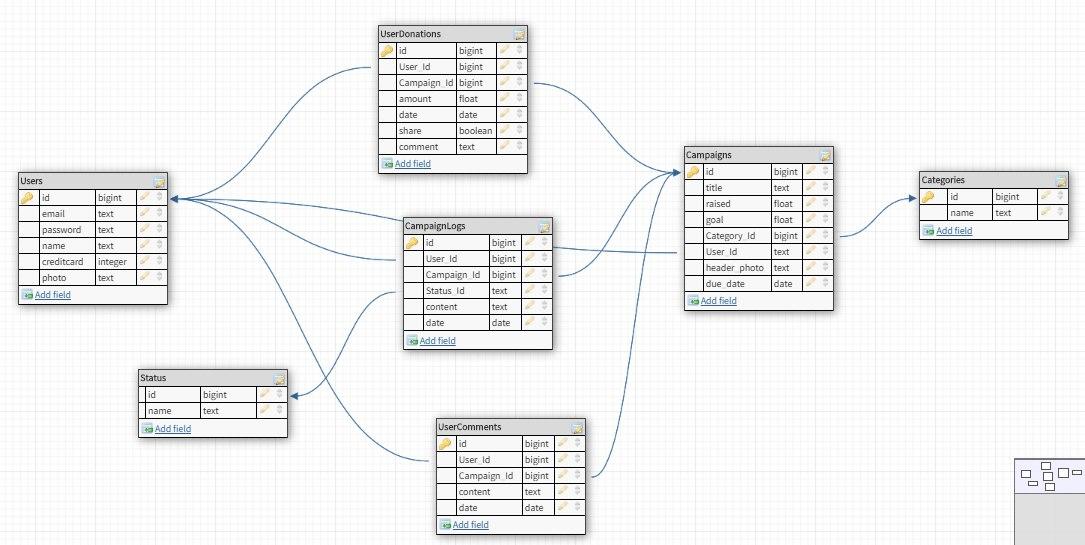 UserDonations
id bigint
User_Id bigint
Campaign_Id bigint
amount float
date date
share boolean
comment text
Add field
Users
id bigint
email text
password text
name text
creditcard integer
photo text
Add field
CampaignLogs
id bigint
User_Id bigint
Campaign_Id bigint
Status_Id text
content text
date date
Add field
Campaigns
id bigint
title text
raised float
goal float
Category_Id bigint
User_Id text
header_photo text
due_date date
Add field
Categories
id bigint
name text
Add field
Status
id bigint
name text
Add field
UserComments
id bigint
User_Id bigint
Campaign_Id bigint
content text
date date
Add field